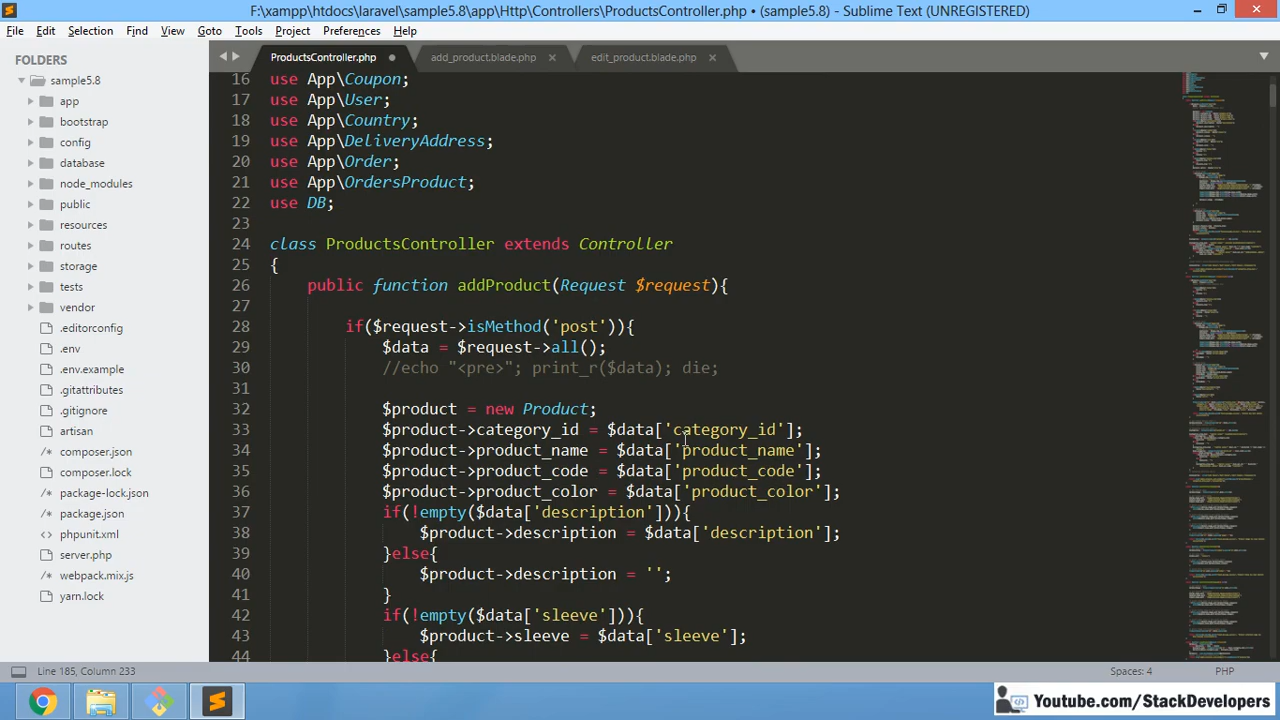 F:\xampp\htdocs\laravel\sample5.8\app\Http\Controllers\ProductsController.php • (sample5.8) - Sublime Text (UNREGISTERED)
File Edit Selection Find View Goto Tools Project Preferences Help
FOLDERS
sample5.8
app
bootstrap
config
database
node_modules
public
resources
routes
storage
tests
vendor
.editorconfig
.env
.env.example
.gitattributes
.gitignore
artisan
composer.json
composer.lock
package-lock.json
package.json
phpunit.xml
server.php
webpack.mix.js
yarn.lock
ProductsController.php add_product.blade.php edit_product.blade.php
16 use App\Coupon;
17 use App\User;
18 use App\Country;
19 use App\DeliveryAddress;
20 use App\Order;
21 use App\OrdersProduct;
22 use DB;
23
24 class ProductsController extends Controller
25 {
26 public function addProduct(Request $request){
27
28 if($request->isMethod('post')){
29 $data = $request->all();
30 //echo "<pre>"; print_r($data); die;
31
32 $product = new Product;
33 $product->category_id = $data['category_id'];
34 $product->product_name = $data['product_name'];
35 $product->product_code = $data['product_code'];
36 $product->product_color = $data['product_color'];
37 if(!empty($data['description'])){
38 $product->description = $data['description'];
39 }else{
40 $product->description = '';
41 }
42 if(!empty($data['sleeve'])){
43 $product->sleeve = $data['sleeve'];
44 }else{
Line 185, Column 233
Spaces: 4
PHP
Youtube.com/StackDevelopers